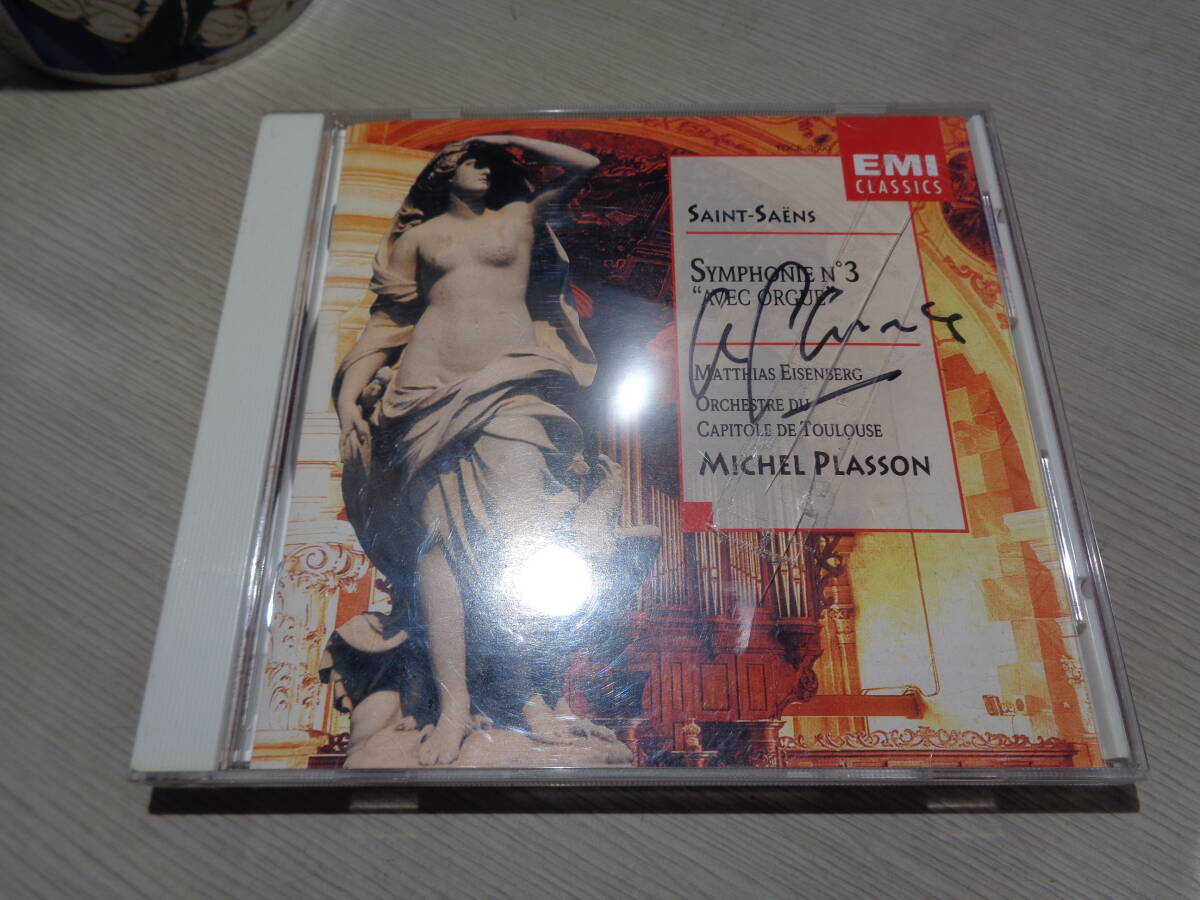 EMI
CLASSICS
SAINT-SAËNS
SYMPHONIE N°3
"AVEC ORGUE"
MATTHIAS EISENBERG
ORCHESTRE DU
CAPITOLE DE TOULOUSE
MICHEL PLASSON